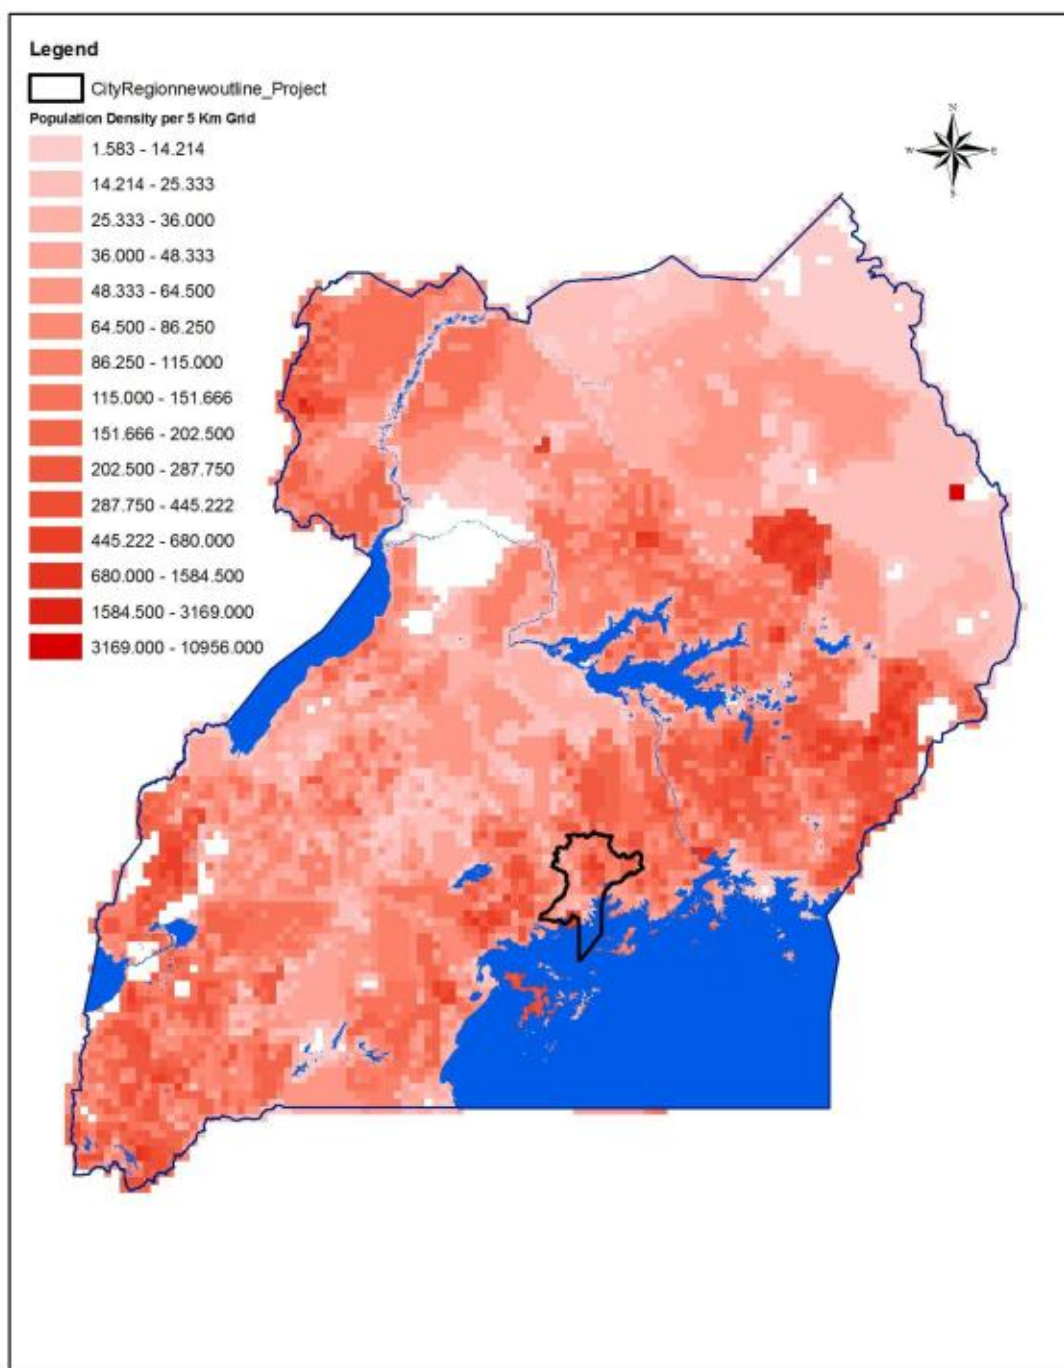 Legend
CityRegionnewoutline_Project
Population Density per 5 Km Grid
1.583 - 14.214
14.214 - 25.333
25.333 - 36.000
36.000 - 48.333
48.333 - 64.500
64.500 - 86.250
86.250 - 115.000
115.000 - 151.666
151.666 - 202.500
202.500 - 287.750
287.750 - 445.222
445.222 - 680.000
680.000 - 1584.500
1584.500 - 3169.000
3169.000 - 10956.000
N
W E
S